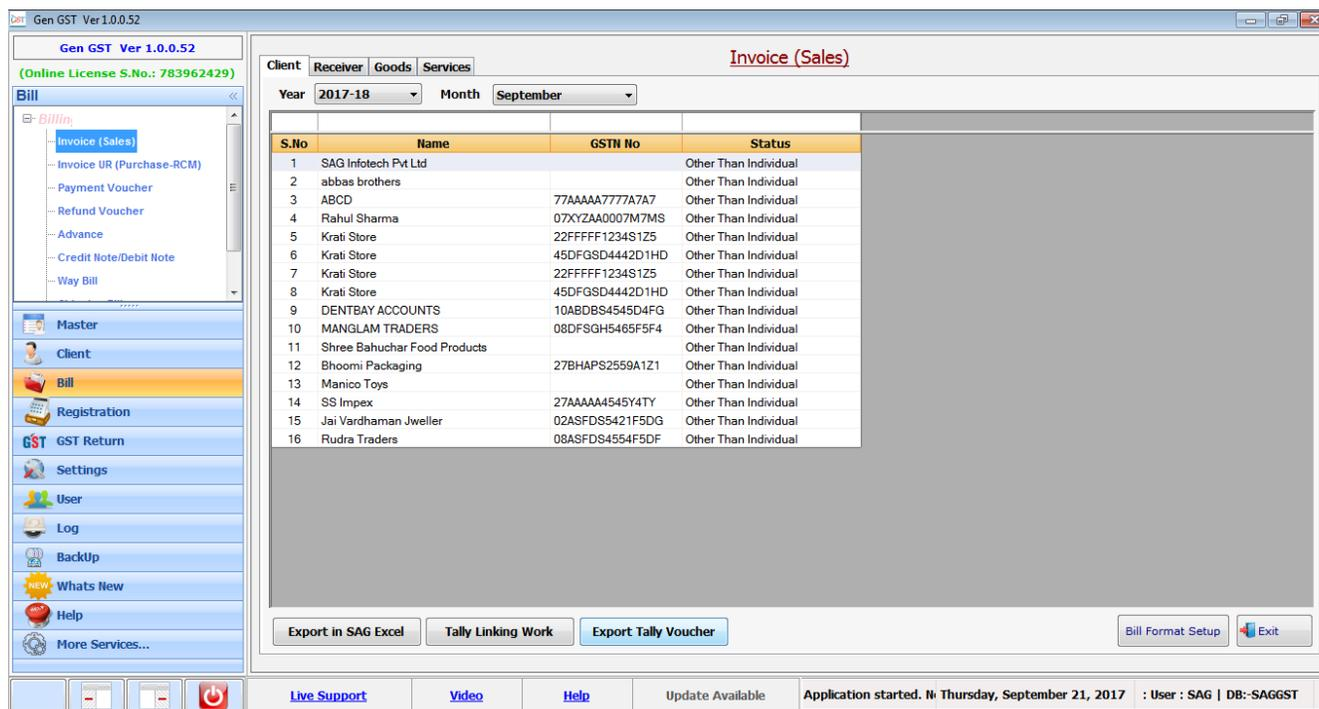 Gen GST Ver 1.0.0.52
Gen GST Ver 1.0.0.52
(Online License S.No.: 783962429)
Bill
Billin
Invoice (Sales)
Invoice UR (Purchase-RCM)
Payment Voucher
Refund Voucher
Advance
Credit Note/Debit Note
Way Bill
Master
Client
Bill
Registration
GST GST Return
Settings
User
Log
BackUp
NEW Whats New
Help
More Services...
Invoice (Sales)
Client Receiver Goods Services
Year 2017-18 Month September
S.No Name GSTN No Status
1 SAG Infotech Pvt Ltd Other Than Individual
2 abbas brothers Other Than Individual
3 ABCD 77AAAAA7777A7A7 Other Than Individual
4 Rahul Sharma 07XYZAA0007M7MS Other Than Individual
5 Krati Store 22FFFFF1234S1Z5 Other Than Individual
6 Krati Store 45DFGSD4442D1HD Other Than Individual
7 Krati Store 22FFFFF1234S1Z5 Other Than Individual
8 Krati Store 45DFGSD4442D1HD Other Than Individual
9 DENTBAY ACCOUNTS 10ABDBS4545D4FG Other Than Individual
10 MANGLAM TRADERS 08DFSGH5465F5F4 Other Than Individual
11 Shree Bahuchar Food Products Other Than Individual
12 Bhoomi Packaging 27BHAPS2559A1Z1 Other Than Individual
13 Manico Toys Other Than Individual
14 SS Impex 27AAAAA4545Y4TY Other Than Individual
15 Jai Vardhaman Jweller 02ASFDS5421F5DG Other Than Individual
16 Rudra Traders 08ASFDS4554F5DF Other Than Individual
Export in SAG Excel Tally Linking Work Export Tally Voucher Bill Format Setup Exit
Live Support Video Help Update Available Application started. N Thursday, September 21, 2017 : User : SAG | DB:-SAGGST